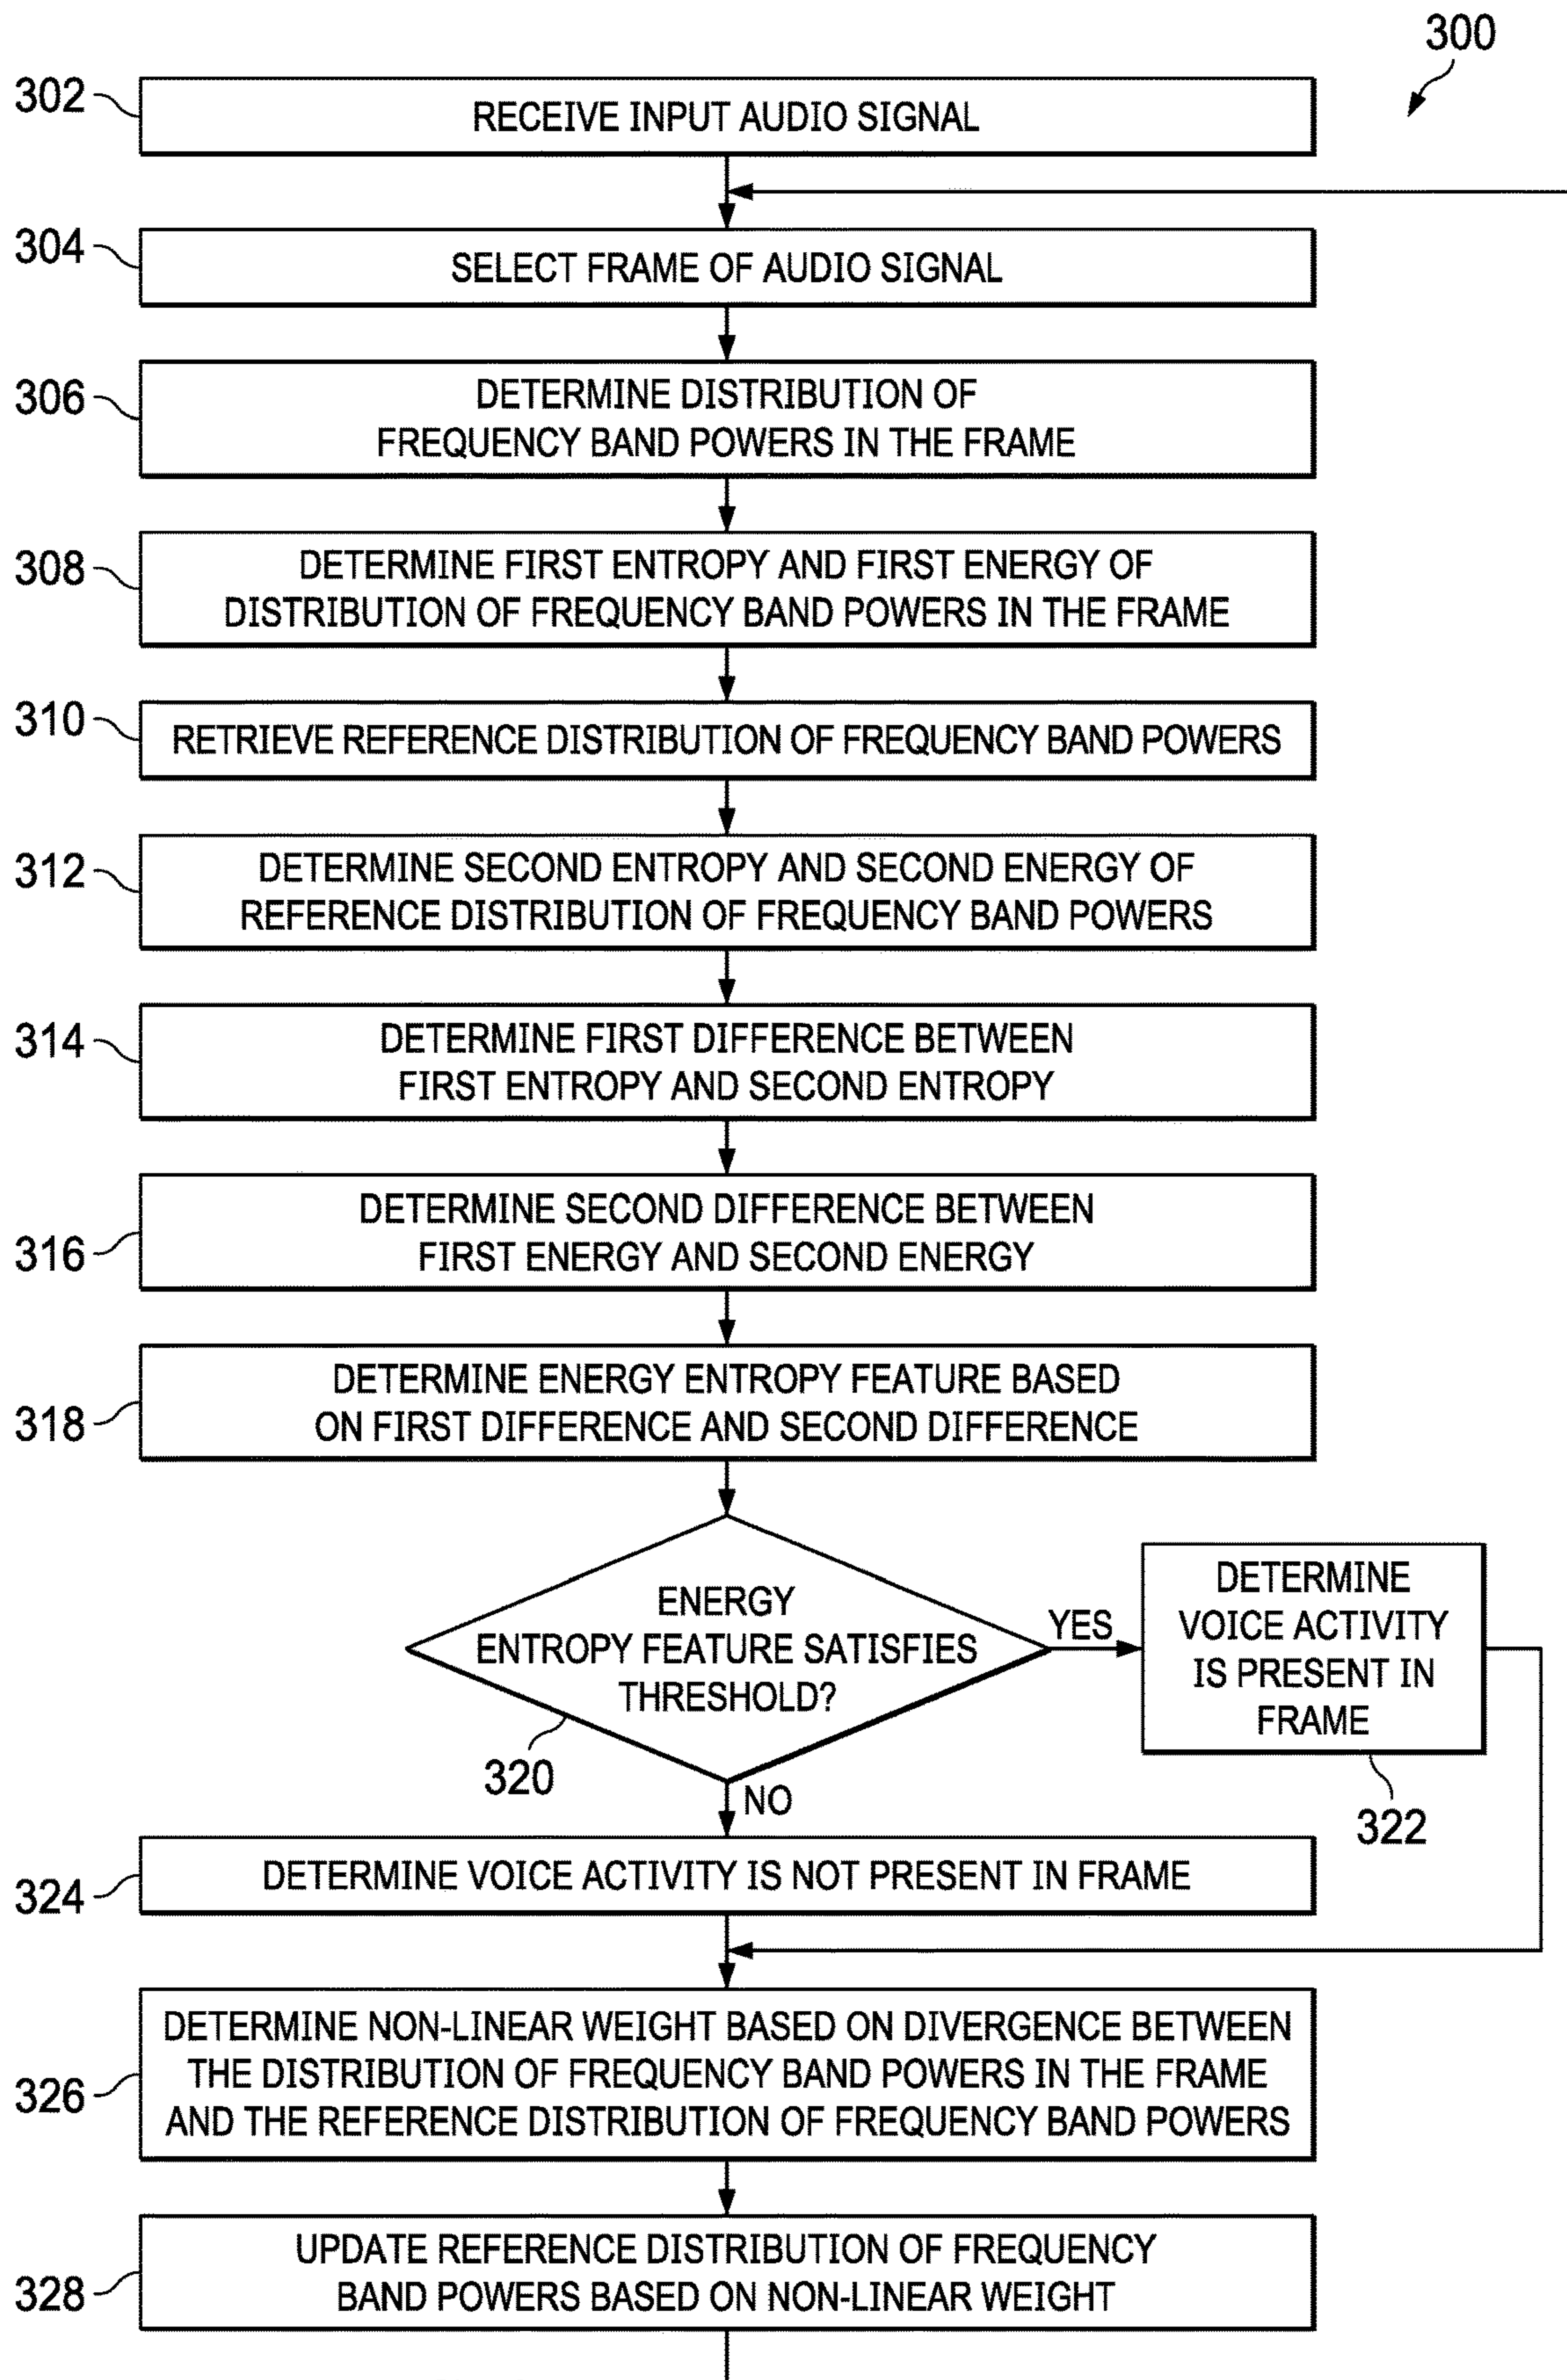 300
302
RECEIVE INPUT AUDIO SIGNAL
304
SELECT FRAME OF AUDIO SIGNAL
306
DETERMINE DISTRIBUTION OF
FREQUENCY BAND POWERS IN THE FRAME
308
DETERMINE FIRST ENTROPY AND FIRST ENERGY OF
DISTRIBUTION OF FREQUENCY BAND POWERS IN THE FRAME
310
RETRIEVE REFERENCE DISTRIBUTION OF FREQUENCY BAND POWERS
312
DETERMINE SECOND ENTROPY AND SECOND ENERGY OF
REFERENCE DISTRIBUTION OF FREQUENCY BAND POWERS
314
DETERMINE FIRST DIFFERENCE BETWEEN
FIRST ENTROPY AND SECOND ENTROPY
316
DETERMINE SECOND DIFFERENCE BETWEEN
FIRST ENERGY AND SECOND ENERGY
318
DETERMINE ENERGY ENTROPY FEATURE BASED
ON FIRST DIFFERENCE AND SECOND DIFFERENCE
ENERGY
ENTROPY FEATURE SATISFIES
THRESHOLD?
320
YES
DETERMINE
VOICE ACTIVITY
IS PRESENT IN
FRAME
322
NO
324
DETERMINE VOICE ACTIVITY IS NOT PRESENT IN FRAME
326
DETERMINE NON-LINEAR WEIGHT BASED ON DIVERGENCE BETWEEN
THE DISTRIBUTION OF FREQUENCY BAND POWERS IN THE FRAME
AND THE REFERENCE DISTRIBUTION OF FREQUENCY BAND POWERS
328
UPDATE REFERENCE DISTRIBUTION OF FREQUENCY
BAND POWERS BASED ON NON-LINEAR WEIGHT